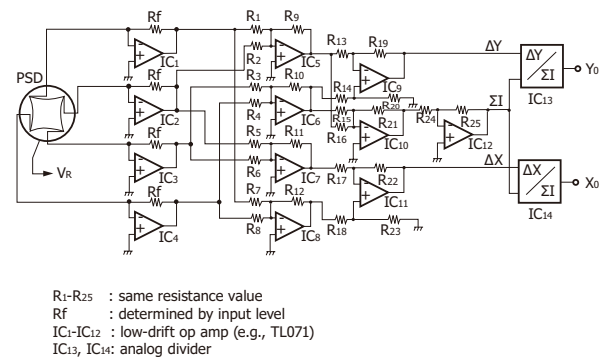 Rf R1 R9
IC1 R2 IC5 R13 R19 ΔY ΔY ΣI Y0
PSD Rf R3 R10 R14 IC9 IC13
IC2 R4 IC6 R15 R20 R24 R25 ΣI
R16 R21 IC10 IC12
Rf R5 R11 ΔX ΔX ΣI X0
VR IC3 R6 IC7 R17 R22 IC14
Rf R7 R12 IC11
IC4 R8 IC8 R18 R23
R1-R25 : same resistance value
Rf : determined by input level
IC1-IC12 : low-drift op amp (e.g., TL071)
IC13, IC14: analog divider